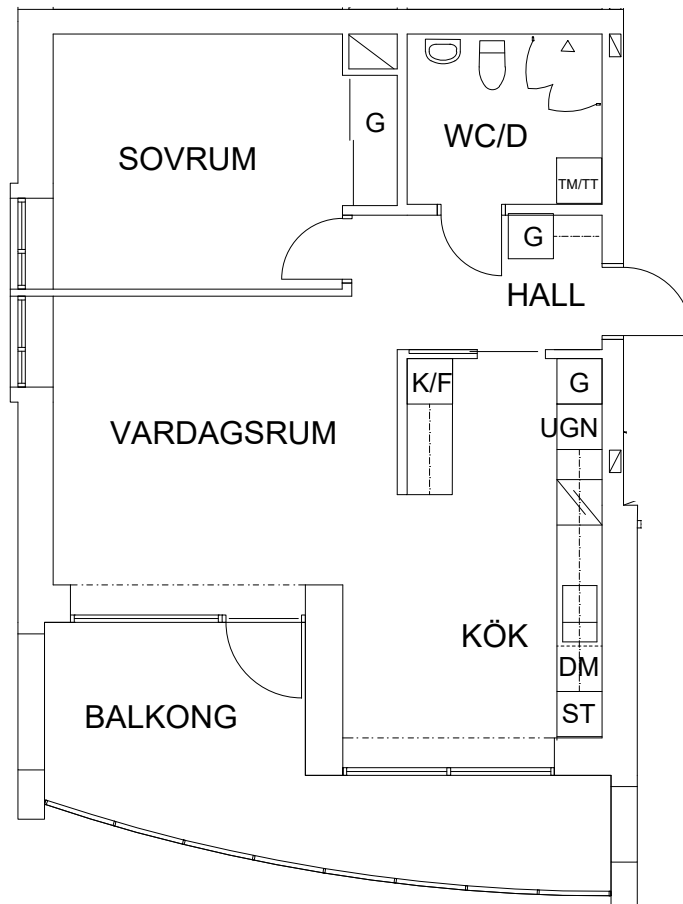 G
WC/D
SOVRUM
TM/TT
G
HALL
K/F
G
VARDAGSRUM
UGN
KÖK
DM
BALKONG
ST